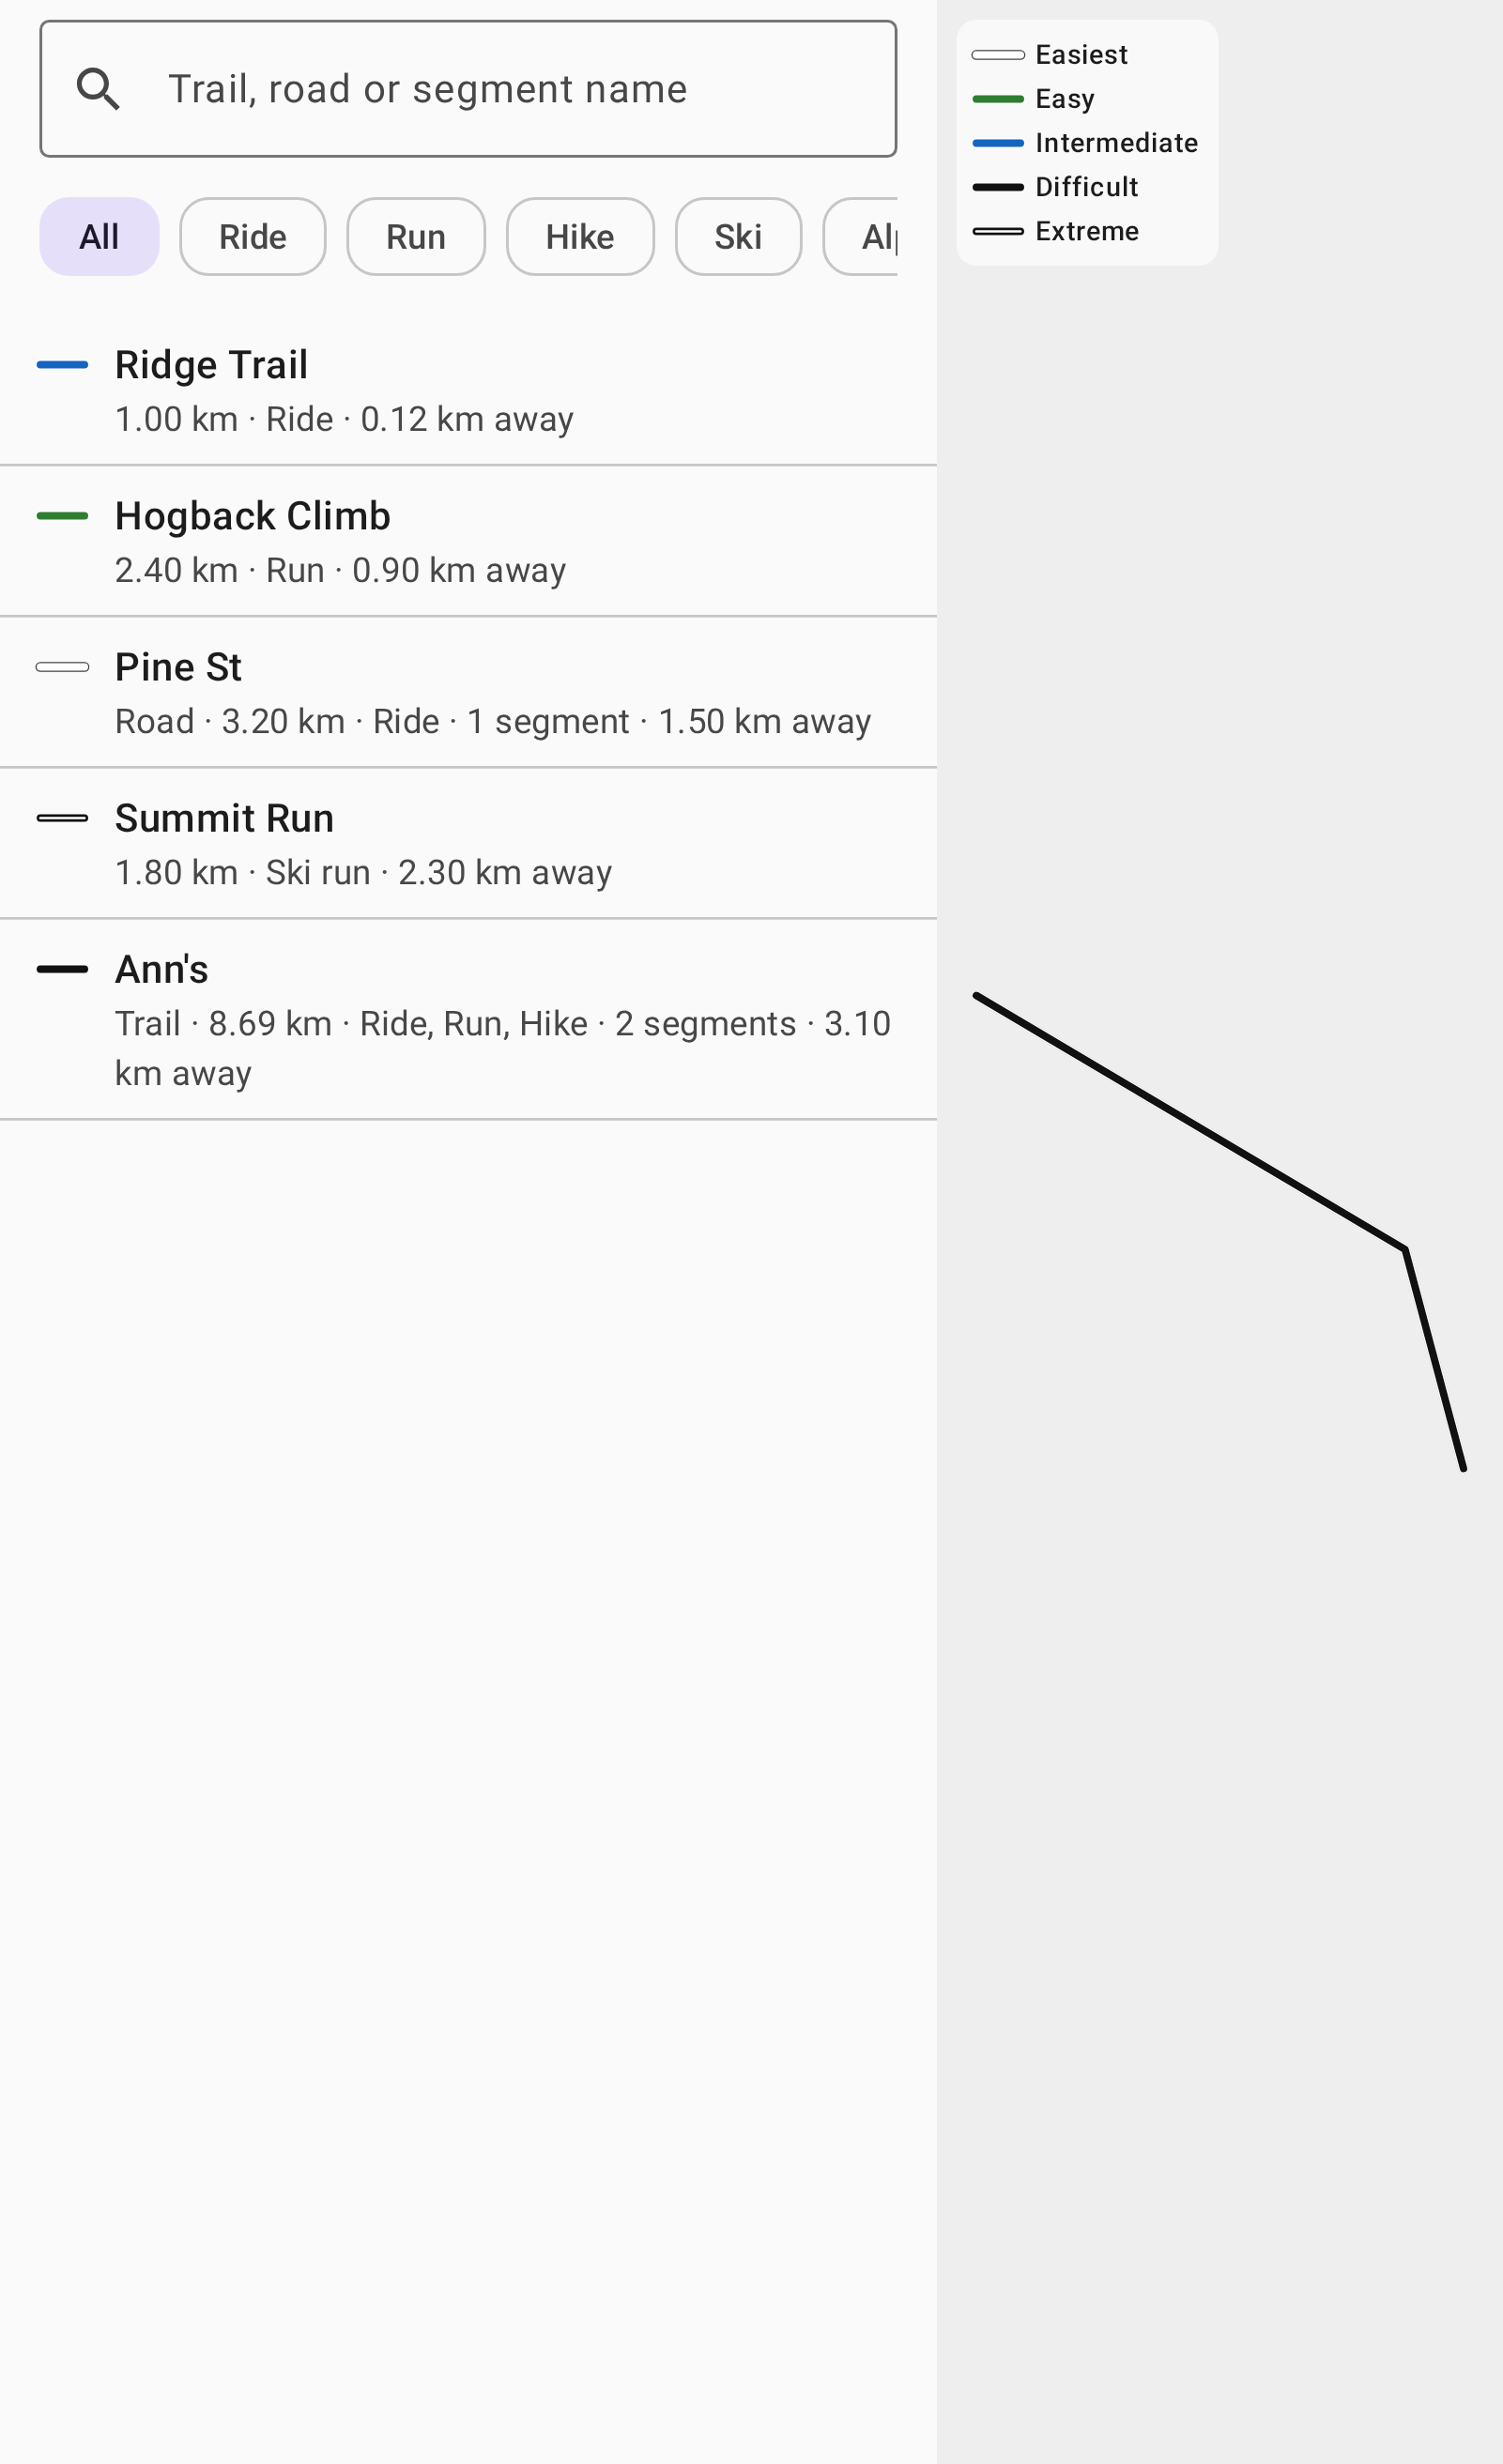 Trail, road or segment name
All
Ride
Run
Hike
Ski
Ridge Trail
1.00 km · Ride · 0.12 km away
Hogback Climb
2.40 km · Run · 0.90 km away
Pine St
Road · 3.20 km · Ride · 1 segment · 1.50 km away
Summit Run
1.80 km · Ski run · 2.30 km away
Ann's
Trail · 8.69 km · Ride, Run, Hike · 2 segments · 3.10
km away
Easiest
Easy
Intermediate
Difficult
Extreme